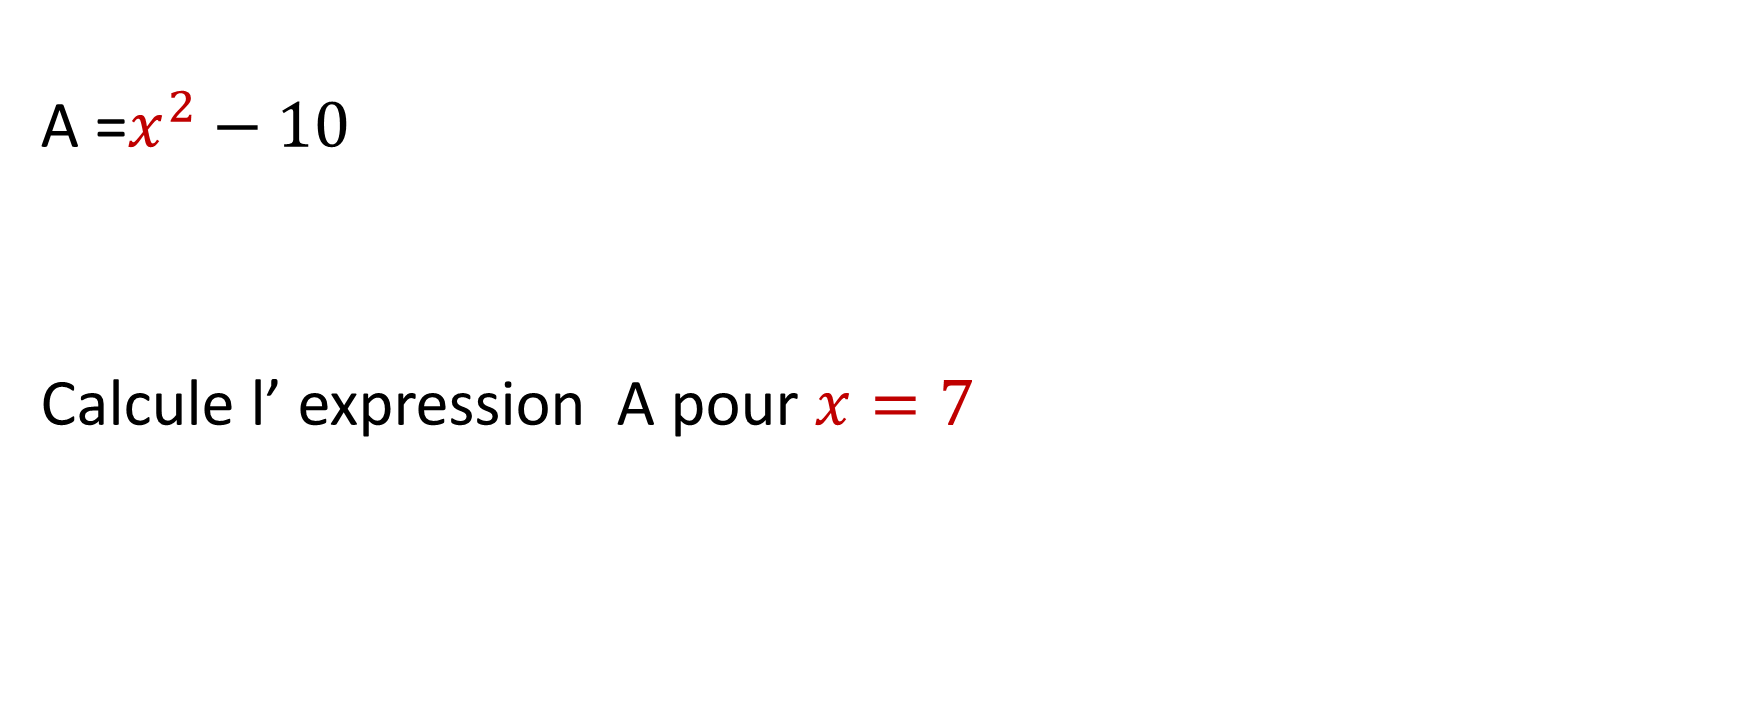 A =x² − 10
Calcule l’ expression  A pour x = 7